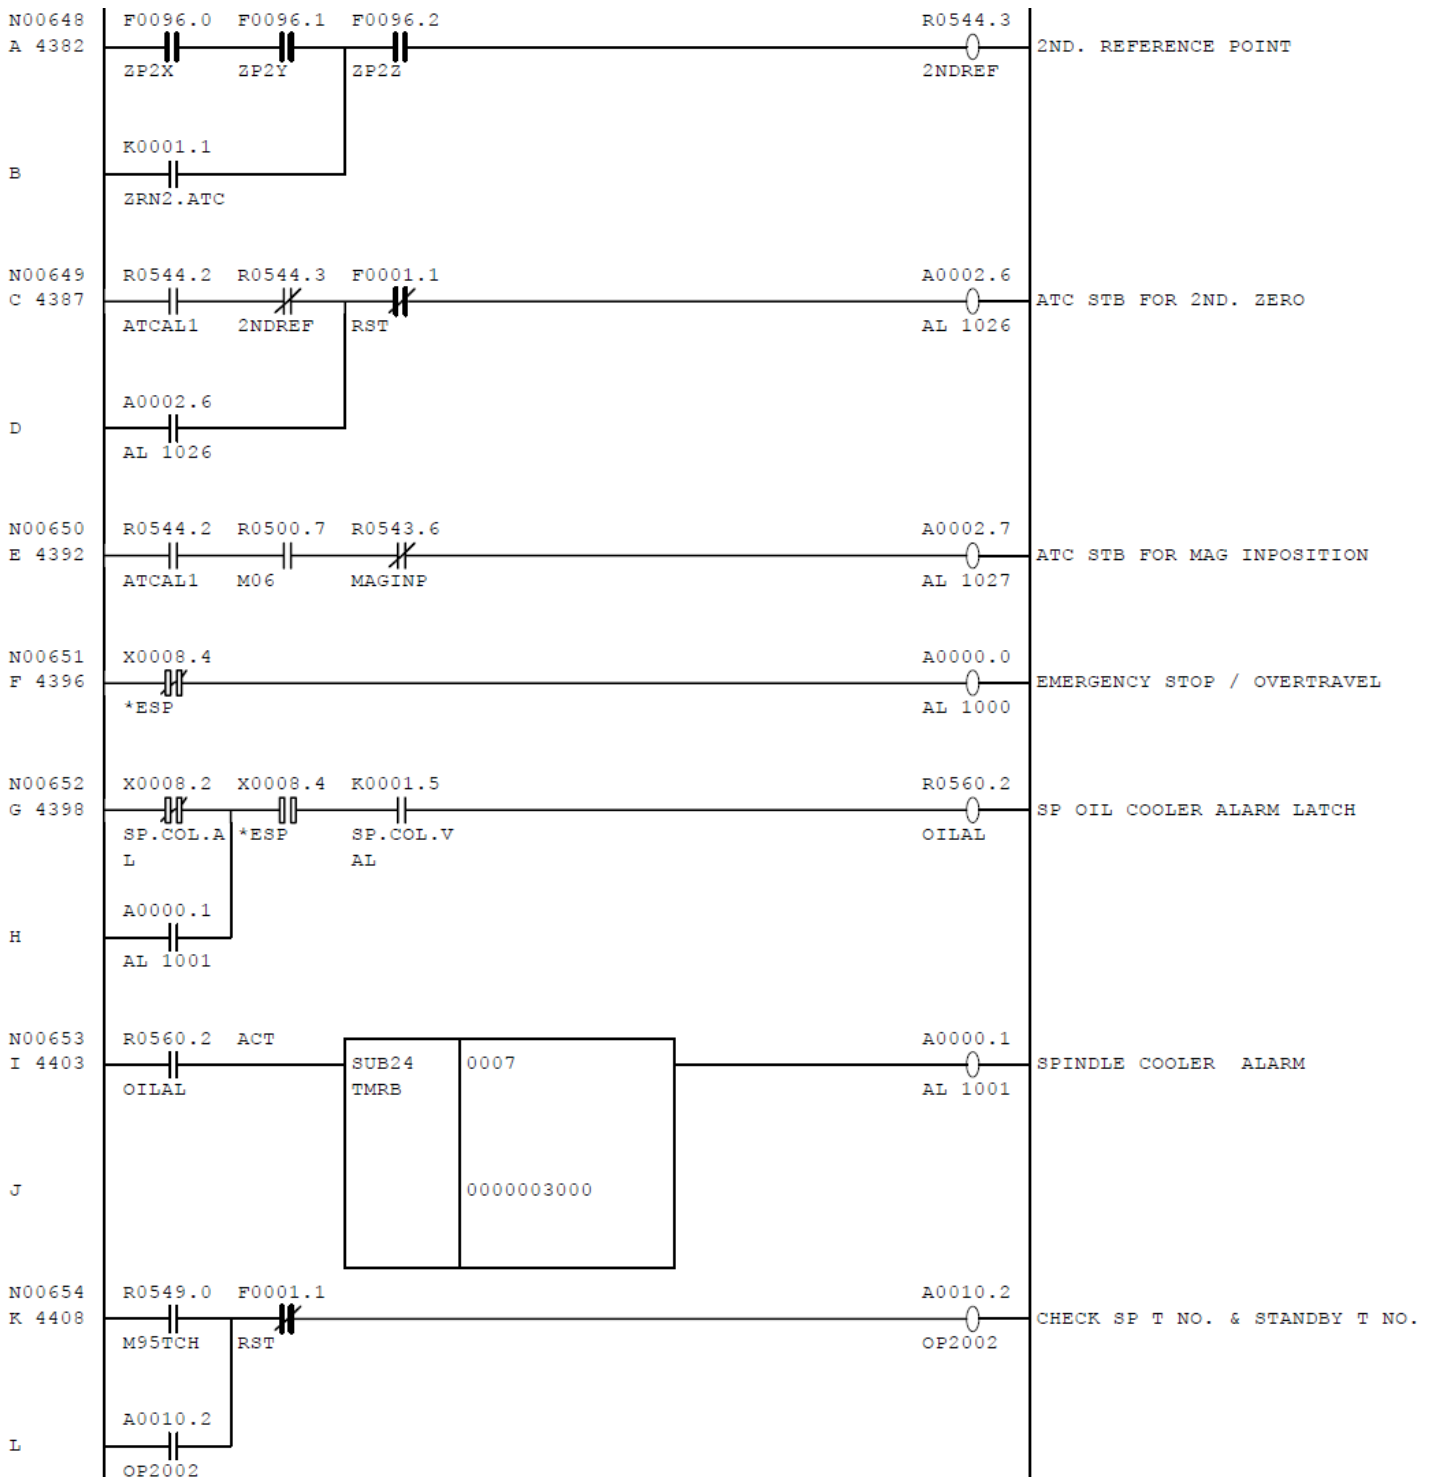 N00648 F0096.0 F0096.1 F0096.2 R0544.3
A 4382 2ND. REFERENCE POINT
ZP2X ZP2Y ZP2Z 2NDREF
K0001.1
B
ZRN2.ATC
N00649 R0544.2 R0544.3 F0001.1 A0002.6
C 4387 ATC STB FOR 2ND. ZERO
ATCAL1 2NDREF RST AL 1026
A0002.6
D
AL 1026
N00650 R0544.2 R0500.7 R0543.6 A0002.7
E 4392 ATC STB FOR MAG INPOSITION
ATCAL1 M06 MAGINP AL 1027
N00651 X0008.4 A0000.0
F 4396 EMERGENCY STOP / OVERTRAVEL
*ESP AL 1000
N00652 X0008.2 X0008.4 K0001.5 R0560.2
G 4398 SP OIL COOLER ALARM LATCH
SP.COL.A *ESP SP.COL.V OILAL
L AL
A0000.1
H
AL 1001
N00653 R0560.2 ACT A0000.1
I 4403 SUB24 0007 SPINDLE COOLER ALARM
OILAL TMRB AL 1001
J 0000003000
N00654 R0549.0 F0001.1 A0010.2
K 4408 CHECK SP T NO. & STANDBY T NO.
M95TCH RST OP2002
A0010.2
L
OP2002